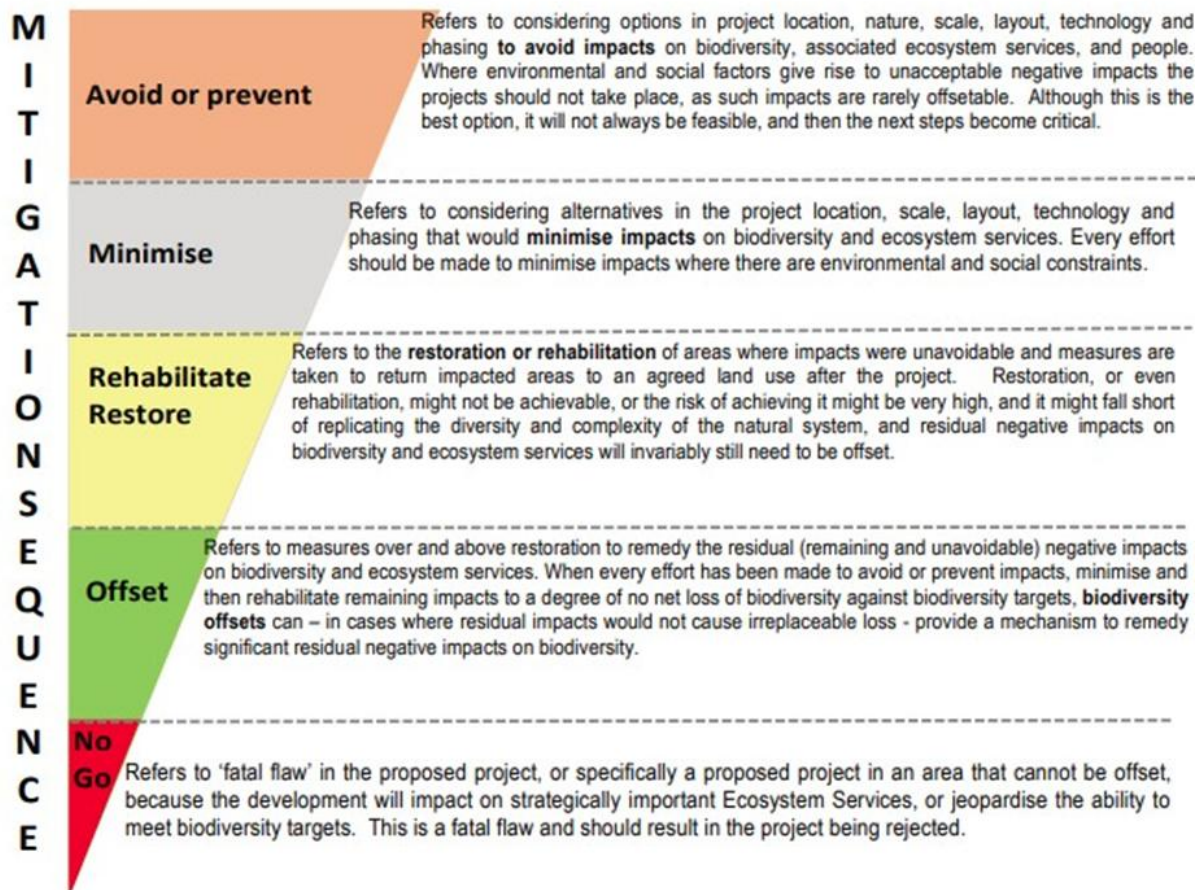 MITIGATION SEQUENCE
Avoid or prevent
Refers to considering options in project location, nature, scale, layout, technology and
phasing to avoid impacts on biodiversity, associated ecosystem services, and people.
Where environmental and social factors give rise to unacceptable negative impacts the
projects should not take place, as such impacts are rarely offsetable. Although this is the
best option, it will not always be feasible, and then the next steps become critical.
Minimise
Refers to considering alternatives in the project location, scale, layout, technology and
phasing that would minimise impacts on biodiversity and ecosystem services. Every effort
should be made to minimise impacts where there are environmental and social constraints.
Rehabilitate
Restore
Refers to the restoration or rehabilitation of areas where impacts were unavoidable and measures are
taken to return impacted areas to an agreed land use after the project. Restoration, or even
rehabilitation, might not be achievable, or the risk of achieving it might be very high, and it might fall short
of replicating the diversity and complexity of the natural system, and residual negative impacts on
biodiversity and ecosystem services will invariably still need to be offset.
Offset
Refers to measures over and above restoration to remedy the residual (remaining and unavoidable) negative impacts
on biodiversity and ecosystem services. When every effort has been made to avoid or prevent impacts, minimise and
then rehabilitate remaining impacts to a degree of no net loss of biodiversity against biodiversity targets, biodiversity
offsets can – in cases where residual impacts would not cause irreplaceable loss - provide a mechanism to remedy
significant residual negative impacts on biodiversity.
No
Go
Refers to ‘fatal flaw’ in the proposed project, or specifically a proposed project in an area that cannot be offset,
because the development will impact on strategically important Ecosystem Services, or jeopardise the ability to
meet biodiversity targets. This is a fatal flaw and should result in the project being rejected.